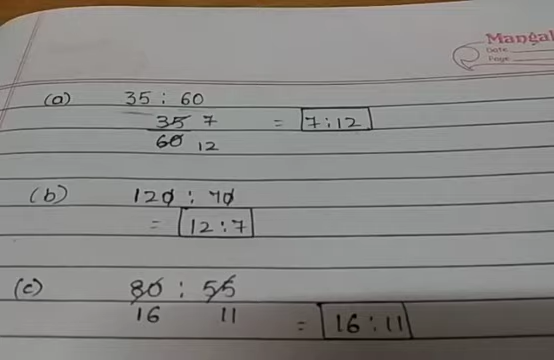 Mangal
Date
Page
(a) 35 : 60
35 7 = 7:12
60 12
(b) 120 : 70
= 12:7
(c) 80 : 55
16 11 = 16:11